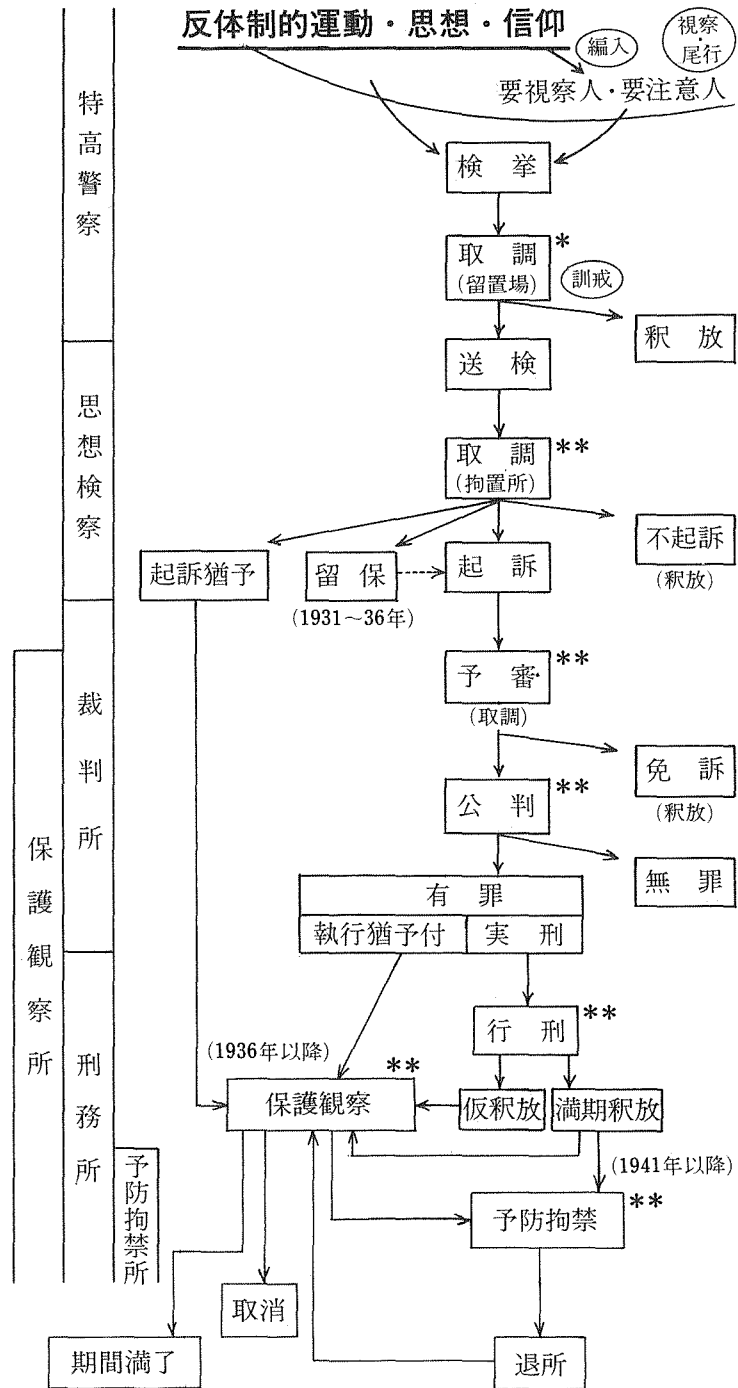 反体制的運動・思想・信仰
編入
視察・尾行
要視察人・要注意人
特高警察
検挙
取調*
(留置場)
訓戒
釈放
送検
思想検察
取調**
(拘置所)
不起訴
(釈放)
起訴猶予
留保
起訴
(1931〜36年)
裁判所
予審**
(取調)
免訴
(釈放)
公判**
無罪
有罪
執行猶予付 実刑
保護観察所
刑務所
行刑**
(1936年以降)
保護観察**
仮釈放
満期釈放
(1941年以降)
予防拘禁所
予防拘禁**
取消
期間満了
退所